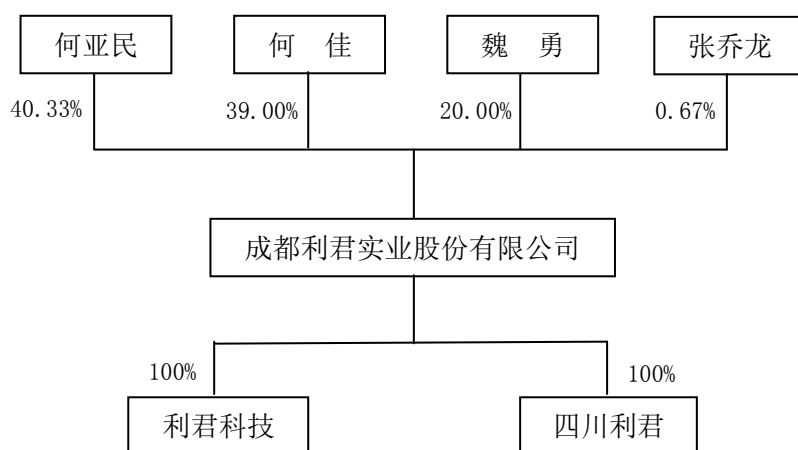 何亚民
何　佳
魏　勇
张乔龙
40.33%
39.00%
20.00%
0.67%
成都利君实业股份有限公司
100%
100%
利君科技
四川利君